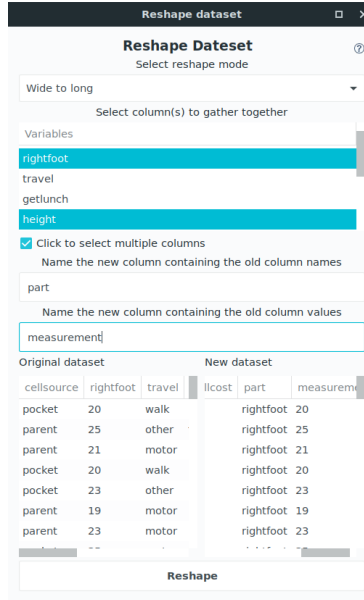 Reshape dataset
Reshape Dateset
Select reshape mode
Wide to long
Select column(s) to gather together
Variables
rightfoot
travel
getlunch
height
Click to select multiple columns
Name the new column containing the old column names
part
Name the new column containing the old column values
measurement
Original dataset New dataset
cellsource rightfoot travel llcost part measureme
pocket 20 walk rightfoot 20
parent 25 other rightfoot 25
parent 21 motor rightfoot 21
pocket 20 walk rightfoot 20
pocket 23 other rightfoot 23
parent 19 motor rightfoot 19
parent 23 motor rightfoot 23
Reshape